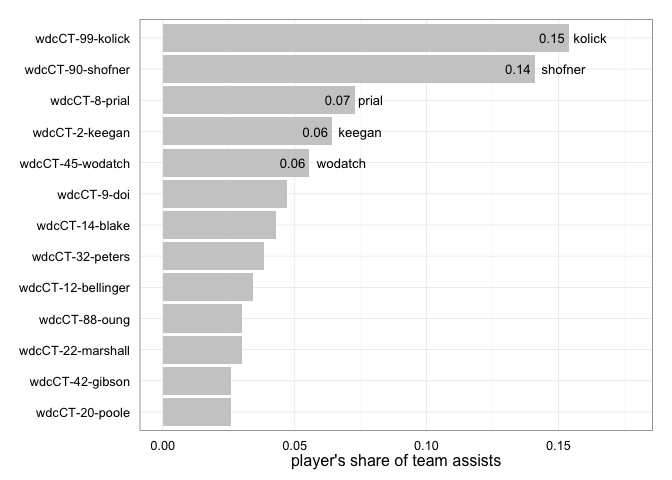 wdcCT-99-kolick 0.15 kolick
wdcCT-90-shofner 0.14 shofner
wdcCT-8-prial 0.07 prial
wdcCT-2-keegan 0.06 keegan
wdcCT-45-wodatch 0.06 wodatch
wdcCT-9-doi
wdcCT-14-blake
wdcCT-32-peters
wdcCT-12-bellinger
wdcCT-88-oung
wdcCT-22-marshall
wdcCT-42-gibson
wdcCT-20-poole
0.00 0.05 0.10 0.15
player's share of team assists